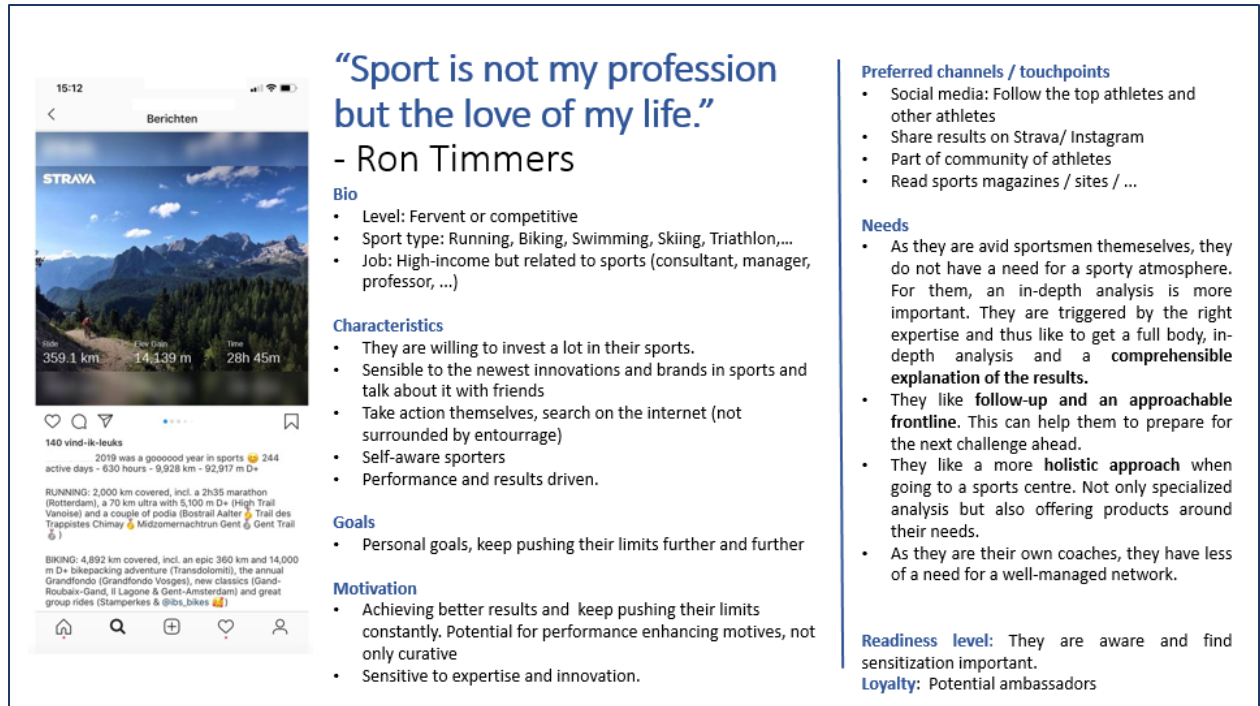 15:12
Berichten
STRAVA
Ride
Elev Gain
Time
359.1 km
14,139 m
28h 45m
140 vind-ik-leuks
2019 was a goooood year in sports 😊 244
active days - 630 hours - 9,928 km - 92,917 m D+
RUNNING: 2,000 km covered, incl. a 2h35 marathon
(Rotterdam), a 70 km ultra with 5,100 m D+ (High Trail
Vanoise) and a couple of podia (Bostrail Aalter🥇Trail des
Trappistes Chimay 🥇 Midzomernachtrun Gent 🥈 Gent Trail
🥈)
BIKING: 4,892 km covered, incl. an epic 360 km and 14,000
m D+ bikepacking adventure (Transdolomiti), the annual
Grandfondo (Grandfondo Vosges), new classics (Gand-
Roubaix-Gand, Il Lagone & Gent-Amsterdam) and great
group rides (Stamperkes & @ibs_bikes 🥰)
“Sport is not my profession
but the love of my life.”
- Ron Timmers
Bio
• Level: Fervent or competitive
• Sport type: Running, Biking, Swimming, Skiing, Triathlon,...
• Job: High-income but related to sports (consultant, manager,
professor, ...)
Characteristics
• They are willing to invest a lot in their sports.
• Sensible to the newest innovations and brands in sports and
talk about it with friends
• Take action themselves, search on the internet (not
surrounded by entourrage)
• Self-aware sporters
• Performance and results driven.
Goals
• Personal goals, keep pushing their limits further and further
Motivation
• Achieving better results and keep pushing their limits
constantly. Potential for performance enhancing motives, not
only curative
• Sensitive to expertise and innovation.
Preferred channels / touchpoints
• Social media: Follow the top athletes and
other athletes
• Share results on Strava/ Instagram
• Part of community of athletes
• Read sports magazines / sites / ...
Needs
• As they are avid sportsmen themeselves, they
do not have a need for a sporty atmosphere.
For them, an in-depth analysis is more
important. They are triggered by the right
expertise and thus like to get a full body, in-
depth analysis and a comprehensible
explanation of the results.
• They like follow-up and an approachable
frontline. This can help them to prepare for
the next challenge ahead.
• They like a more holistic approach when
going to a sports centre. Not only specialized
analysis but also offering products around
their needs.
• As they are their own coaches, they have less
of a need for a well-managed network.
Readiness level: They are aware and find
sensitization important.
Loyalty: Potential ambassadors